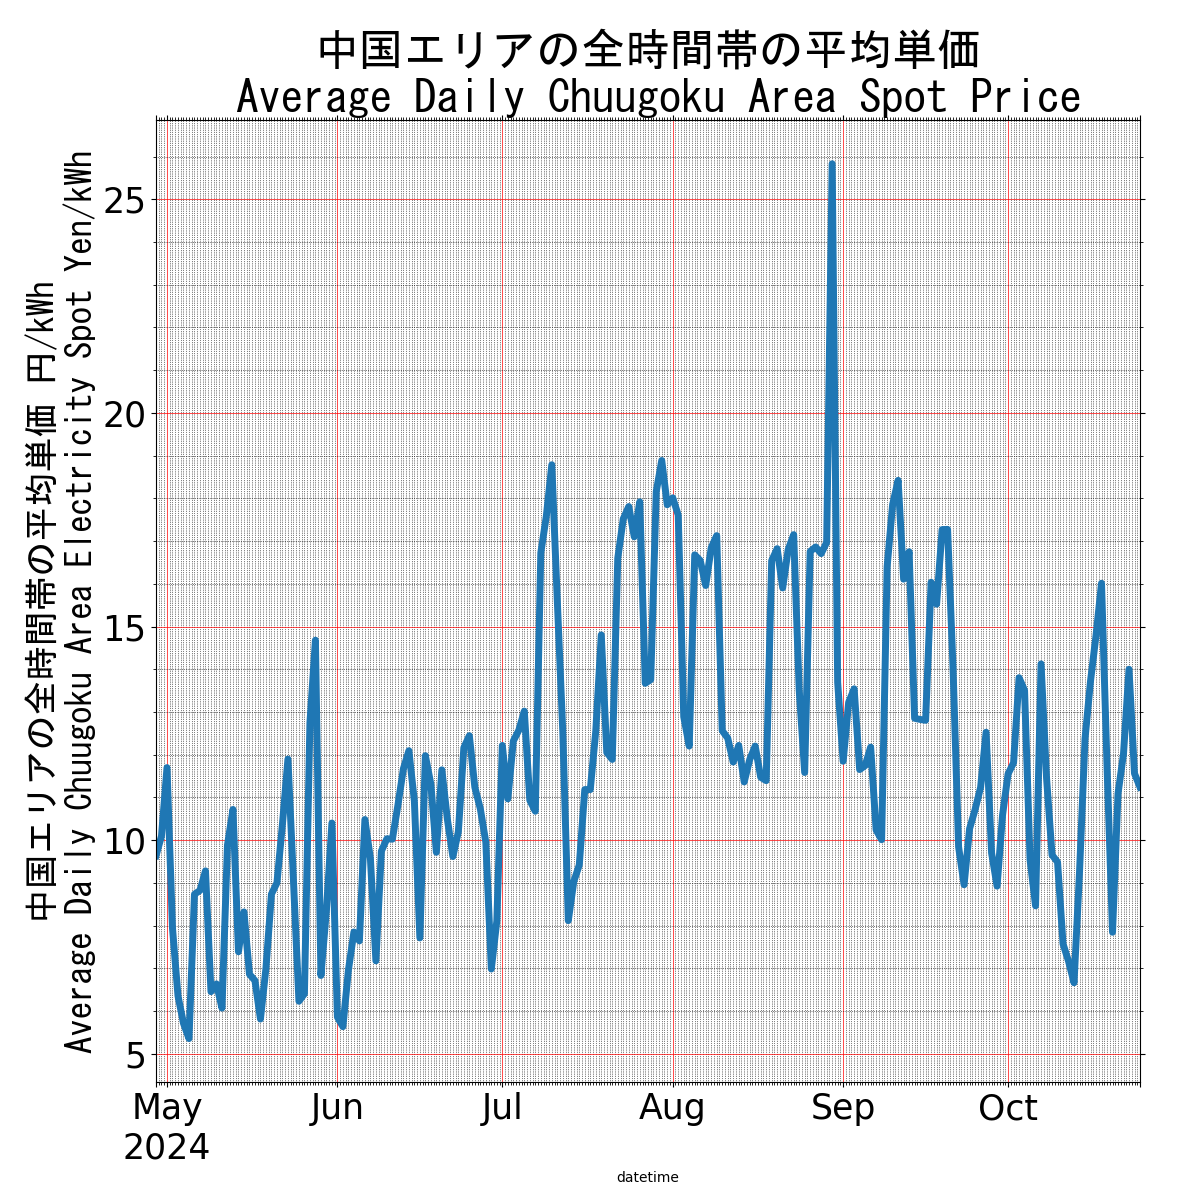 中国エリアの全時間帯の平均単価
Average Daily Chuugoku Area Spot Price
中国エリアの全時間帯の平均単価 円/kWh
Average Daily Chuugoku Area Electricity Spot Yen/kWh
25
20
15
10
5
May
2024
Jun
Jul
Aug
Sep
Oct
datetime